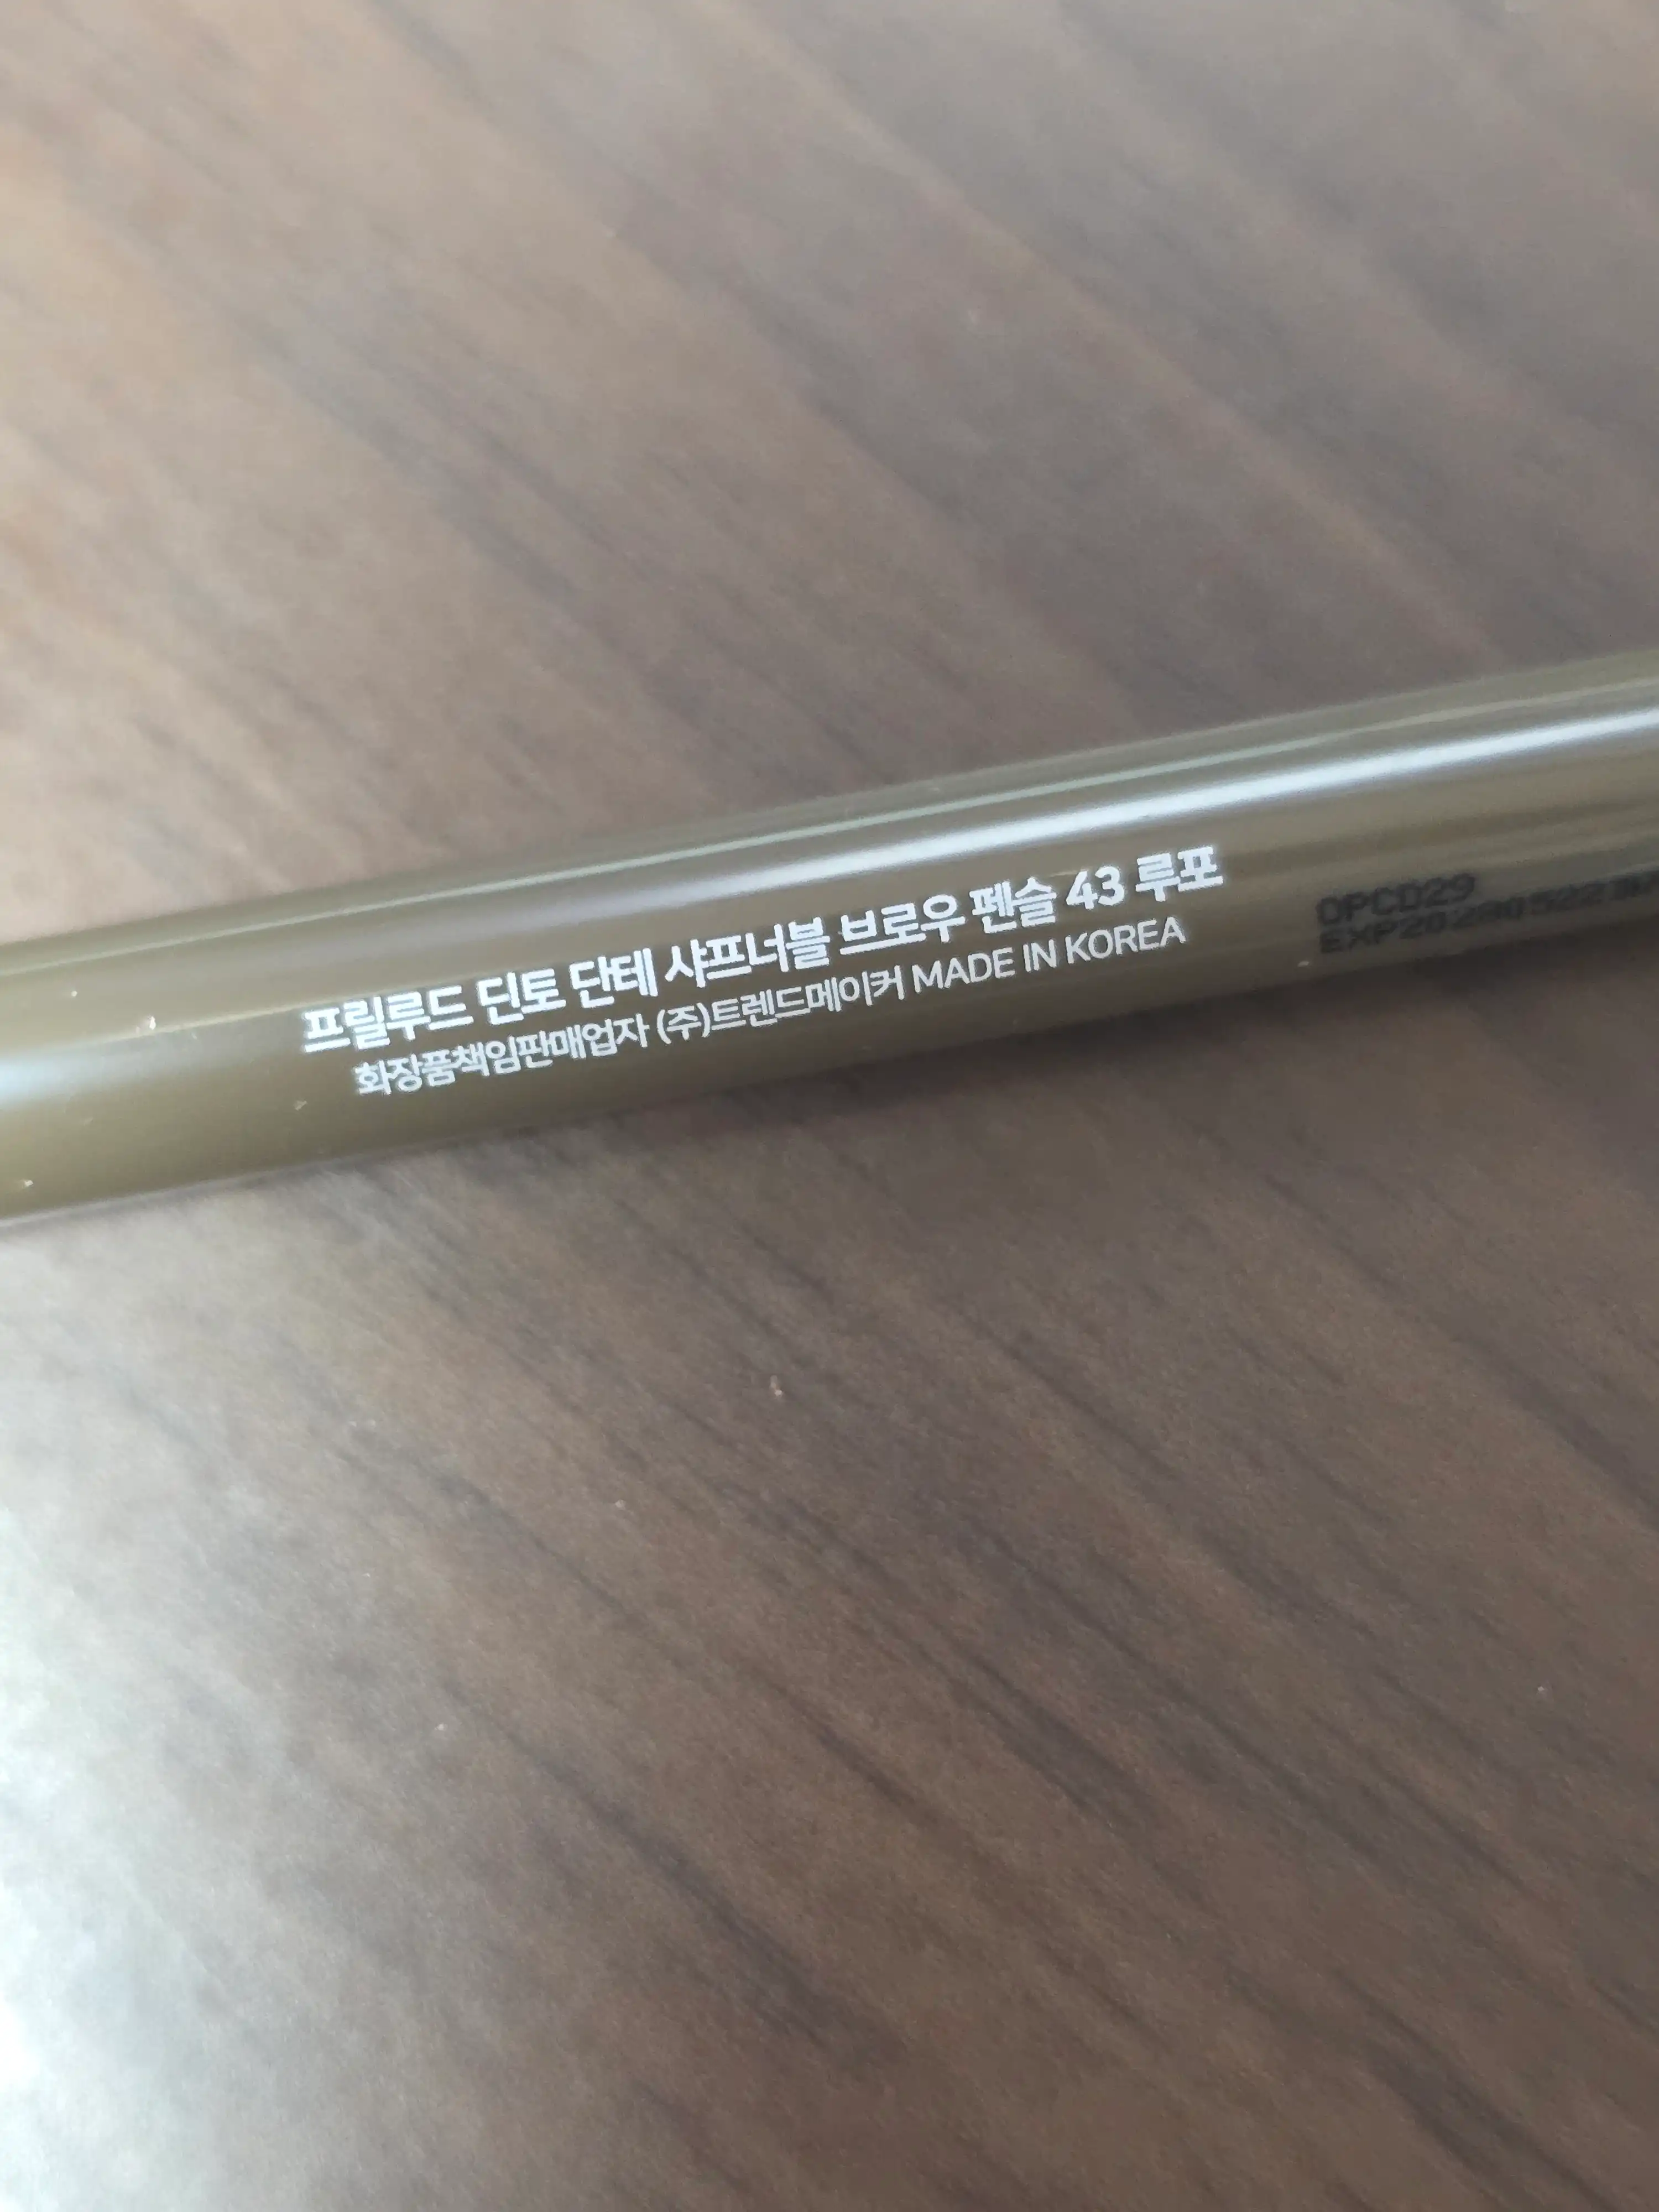 프릴루드 딘토 단테 샤프너블 브로우 펜슬 43 루포
화장품책임판매업자 (주)트렌드메이커 MADE IN KOREA
OPCD29